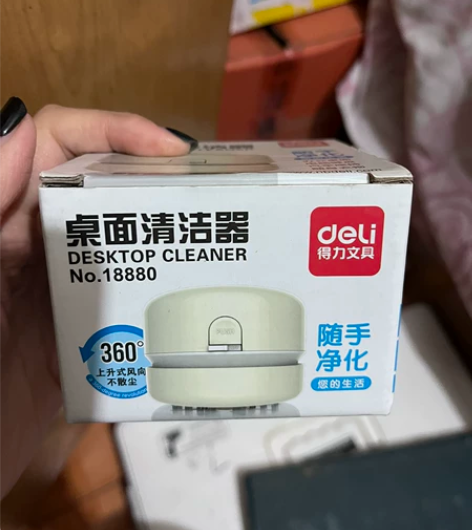 桌面清洁器
DESKTOP CLEANER
No.18880
deli
得力文具
360°
上升式风向
不散尘
随手
净化
您的生活